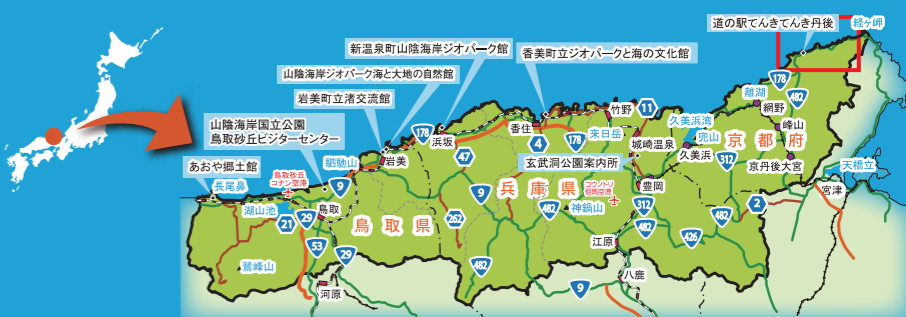 道の駅てんきてんき丹後
経ヶ岬
新温泉町山陰海岸ジオパーク館
香美町立ジオパークと海の文化館
山陰海岸ジオパーク海と大地の自然館
岩美町立渚交流館
山陰海岸国立公園
鳥取砂丘ビジターセンター
あおや郷土館
178
482
離湖
網野
竹野
11
久美浜湾
兜山
峰山
京都府
178
浜坂
香住
4
178
来日岳
城崎温泉
久美浜
312
京丹後大宮
天橋立
駟馳山
岩美
47
玄武洞公園案内所
長尾鼻
鳥取砂丘
コナン空港
9
9
兵庫県
コウノトリ
但馬空港
豊岡
宮津
湖山池
鳥取
482
神鍋山
312
2
21
29
鳥取県
262
482
482
426
江原
53
29
鷲峰山
482
八鹿
河原
9